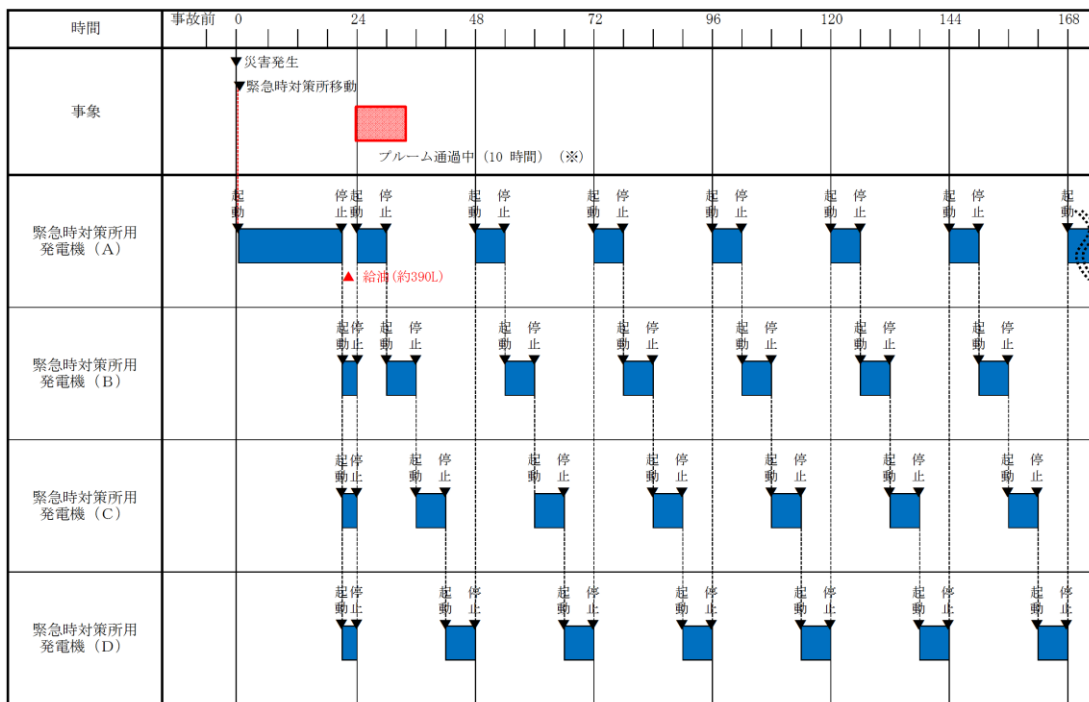 時間
事故前 0 24 48 72 96 120 144 168
事象
▼災害発生
▼緊急時対策所移動
プルーム通過中（10 時間）（※）
緊急時対策所用
発電機（A）
起動 停止 起動 停止 起動 停止 起動 停止 起動 停止 起動 停止 起動 停止 起動
▲ 給油(約390L)
緊急時対策所用
発電機（B）
起動 停止 起動 停止 起動 停止 起動 停止 起動 停止 起動 停止 起動 停止
緊急時対策所用
発電機（C）
起動 停止 起動 停止 起動 停止 起動 停止 起動 停止 起動 停止 起動 停止
緊急時対策所用
発電機（D）
起動 停止 起動 停止 起動 停止 起動 停止 起動 停止 起動 停止 起動 停止